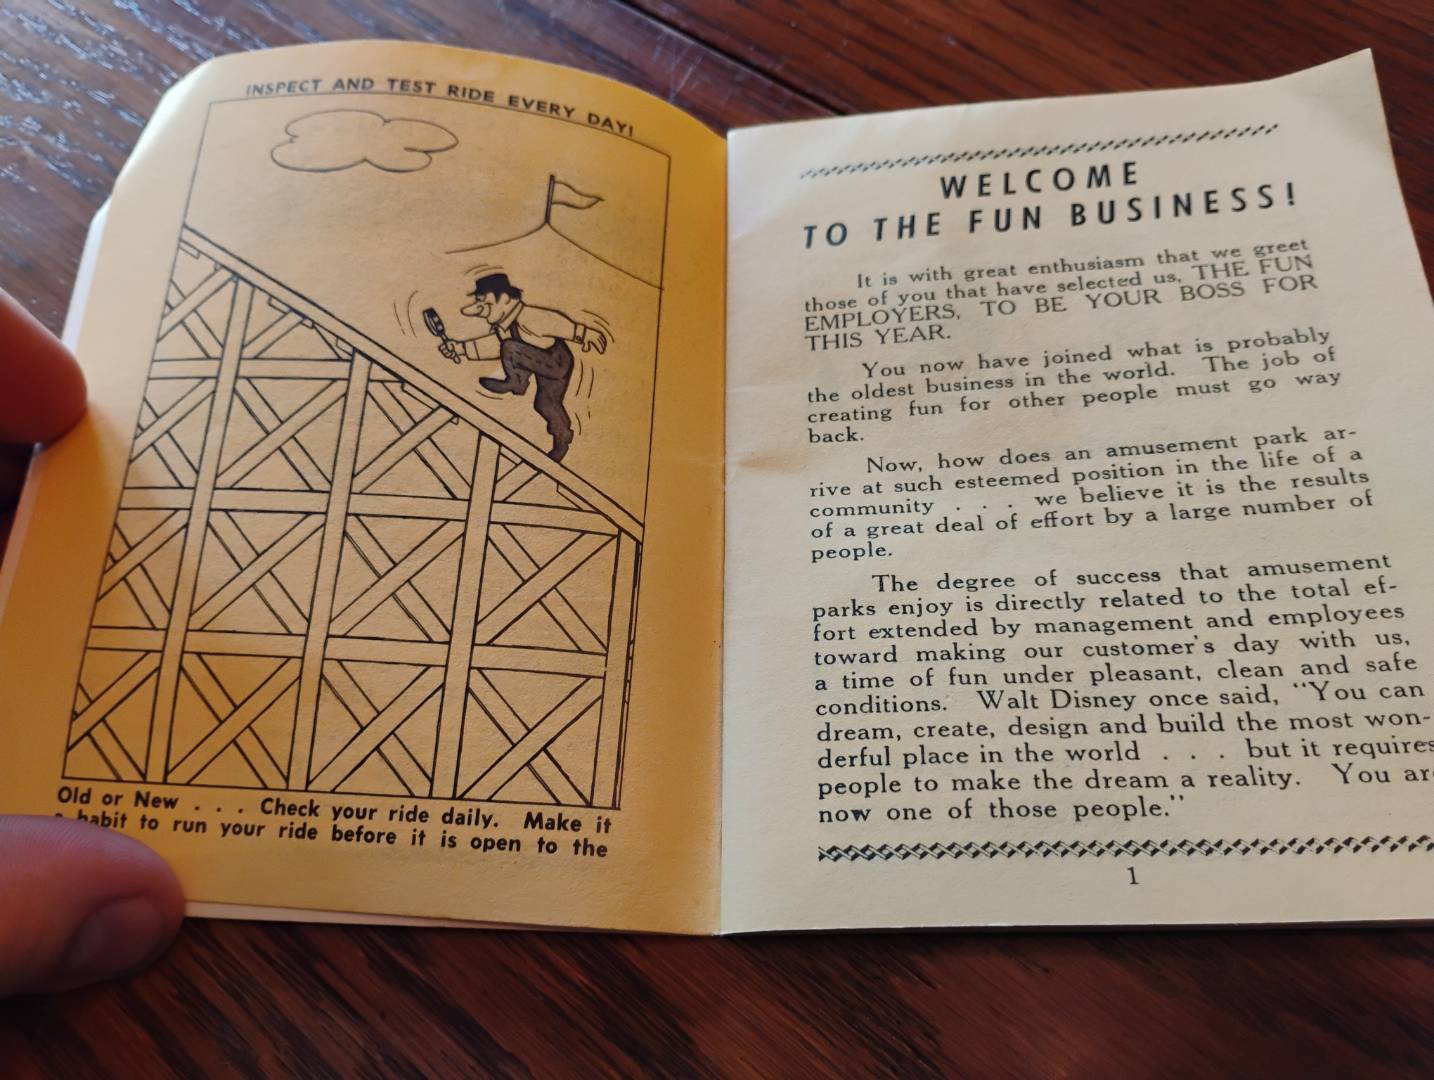 INSPECT AND TEST RIDE EVERY DAY!
Old or New . . . Check your ride daily. Make it
habit to run your ride before it is open to the
WELCOME
TO THE FUN BUSINESS!
It is with great enthusiasm that we greet
those of you that have selected us, THE FUN
EMPLOYERS, TO BE YOUR BOSS FOR
THIS YEAR.
You now have joined what is probably
the oldest business in the world. The job of
creating fun for other people must go way
back.
Now, how does an amusement park ar-
rive at such esteemed position in the life of a
community . . . we believe it is the results
of a great deal of effort by a large number of
people.
The degree of success that amusement
parks enjoy is directly related to the total ef-
fort extended by management and employees
toward making our customer's day with us,
a time of fun under pleasant, clean and safe
conditions. Walt Disney once said, "You can
dream, create, design and build the most won-
derful place in the world . . . but it requires
people to make the dream a reality. You ar
now one of those people."
1